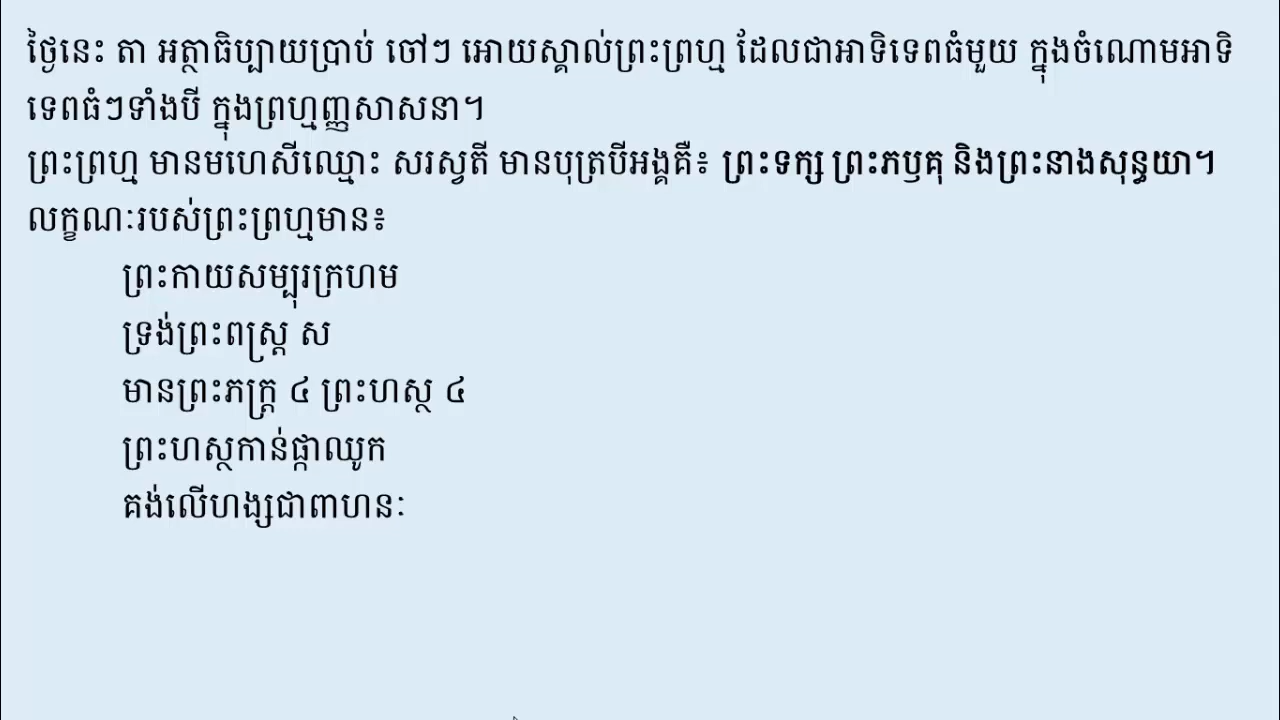 ថ្ងៃនេះ តា អត្ថាធិប្បាយប្រាប់ ចៅៗ អោយស្គាល់ព្រះព្រហ្ម ដែលជាអាទិទេពធំមួយ ក្នុងចំណោមអាទិ
ទេពធំៗទាំងបី ក្នុងព្រហ្មញ្ញសាសនា។
ព្រះព្រហ្ម មានមហេសីឈ្មោះ សរស្វតី មានបុត្របីអង្គគឺ៖ ព្រះទក្ស ព្រះភឫគុ និងព្រះនាងសុន្ធយា។
លក្ខណៈរបស់ព្រះព្រហ្មមាន៖
ព្រះកាយសម្បុរក្រហម
ទ្រង់ព្រះពស្ត្រ ស
មានព្រះភក្ត្រ ៤ ព្រះហស្ថ ៤
ព្រះហស្ថកាន់ផ្កាឈូក
គង់លើហង្សជាពាហនៈ